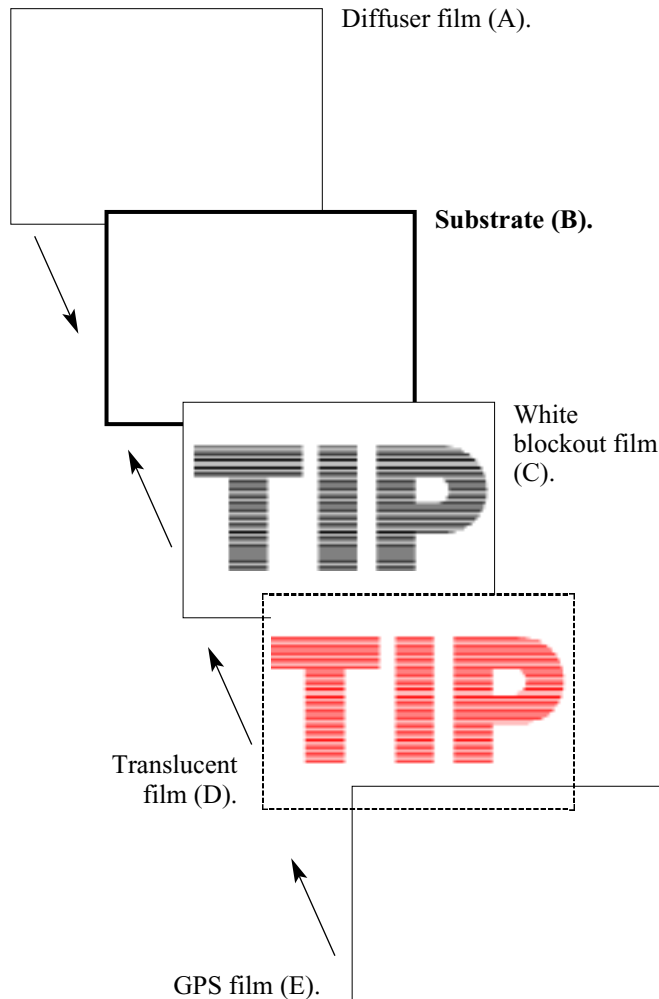 Diffuser film (A).
Substrate (B).
White
blockout film
(C).
TIP
TIP
Translucent
film (D).
GPS film (E).